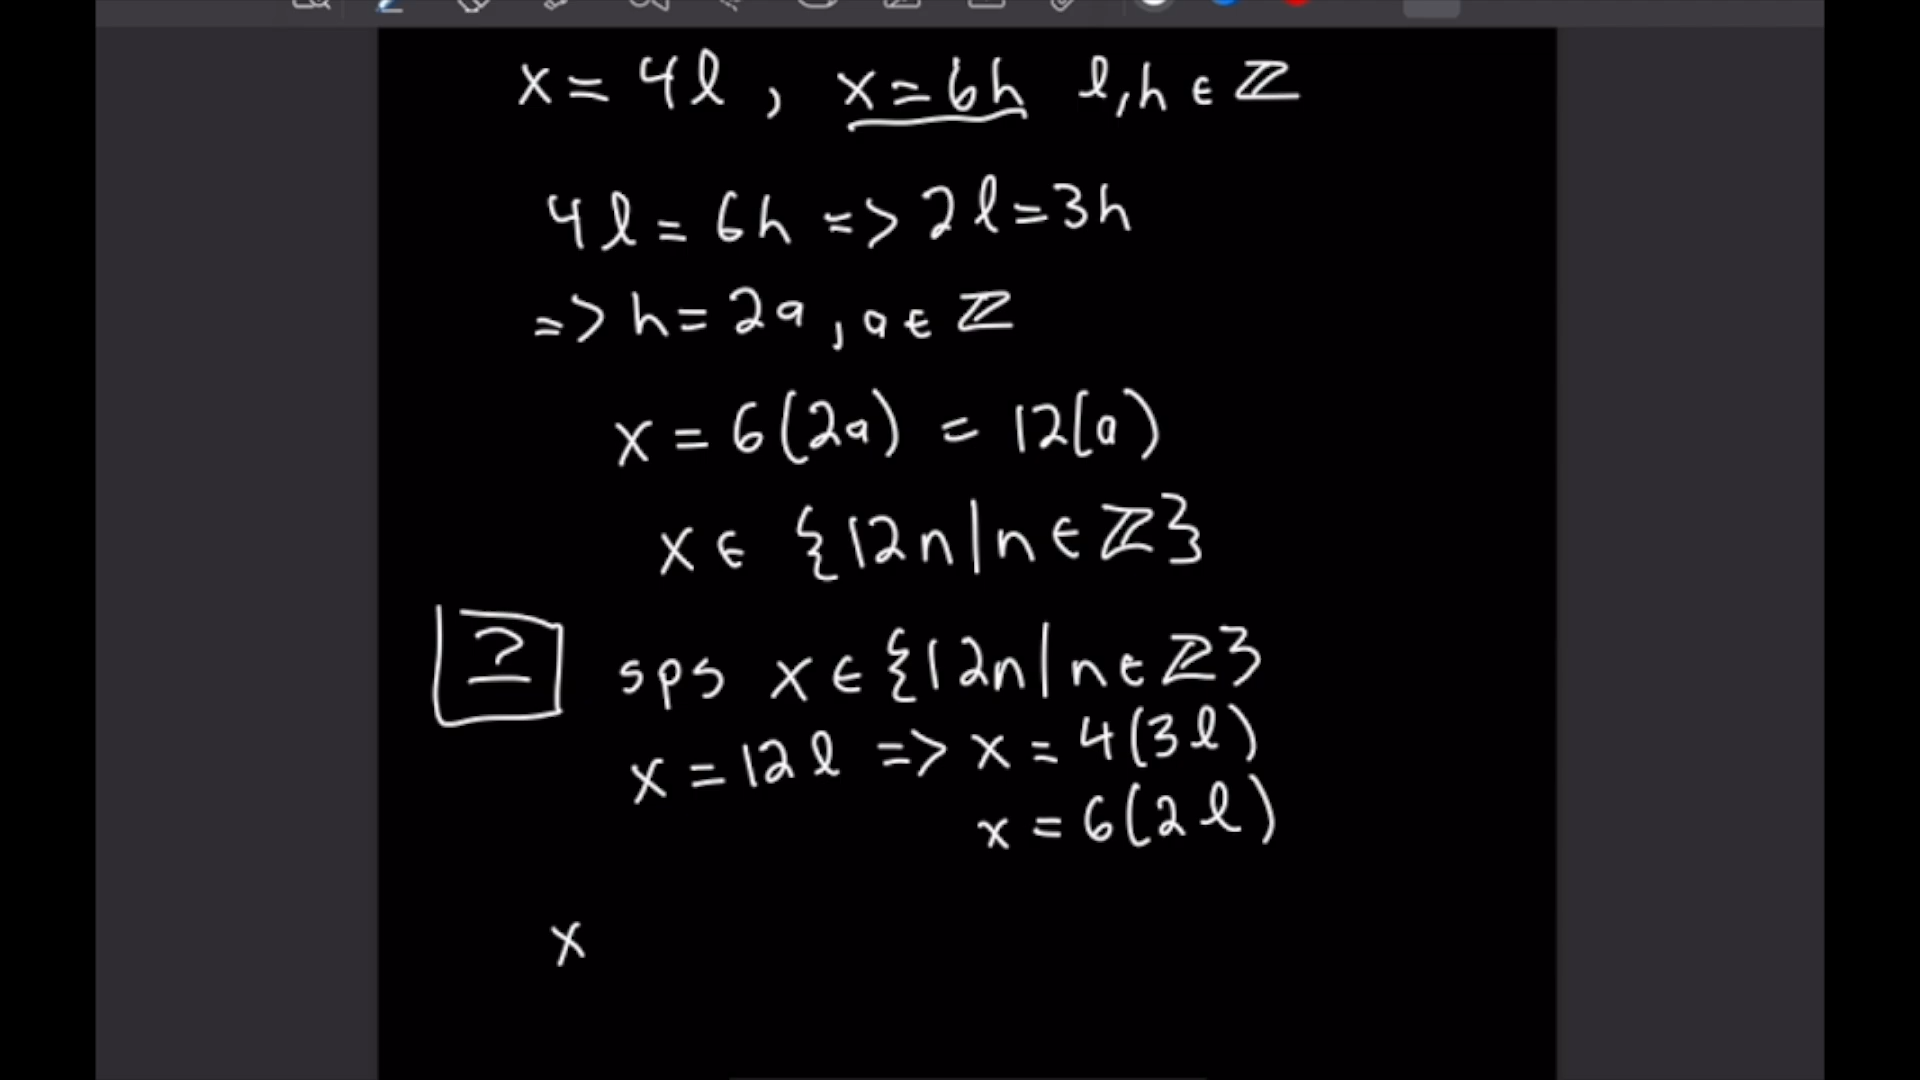 x = 4l , x = 6h l,h ∈ ℤ
4l = 6h => 2l = 3h
=> h = 2a , a ∈ ℤ
x = 6(2a) = 12(a)
x ∈ {12n|n ∈ ℤ}
⊇ sps x ∈ {12n|n ∈ ℤ}
x = 12l => x = 4(3l)
x = 6(2l)
x